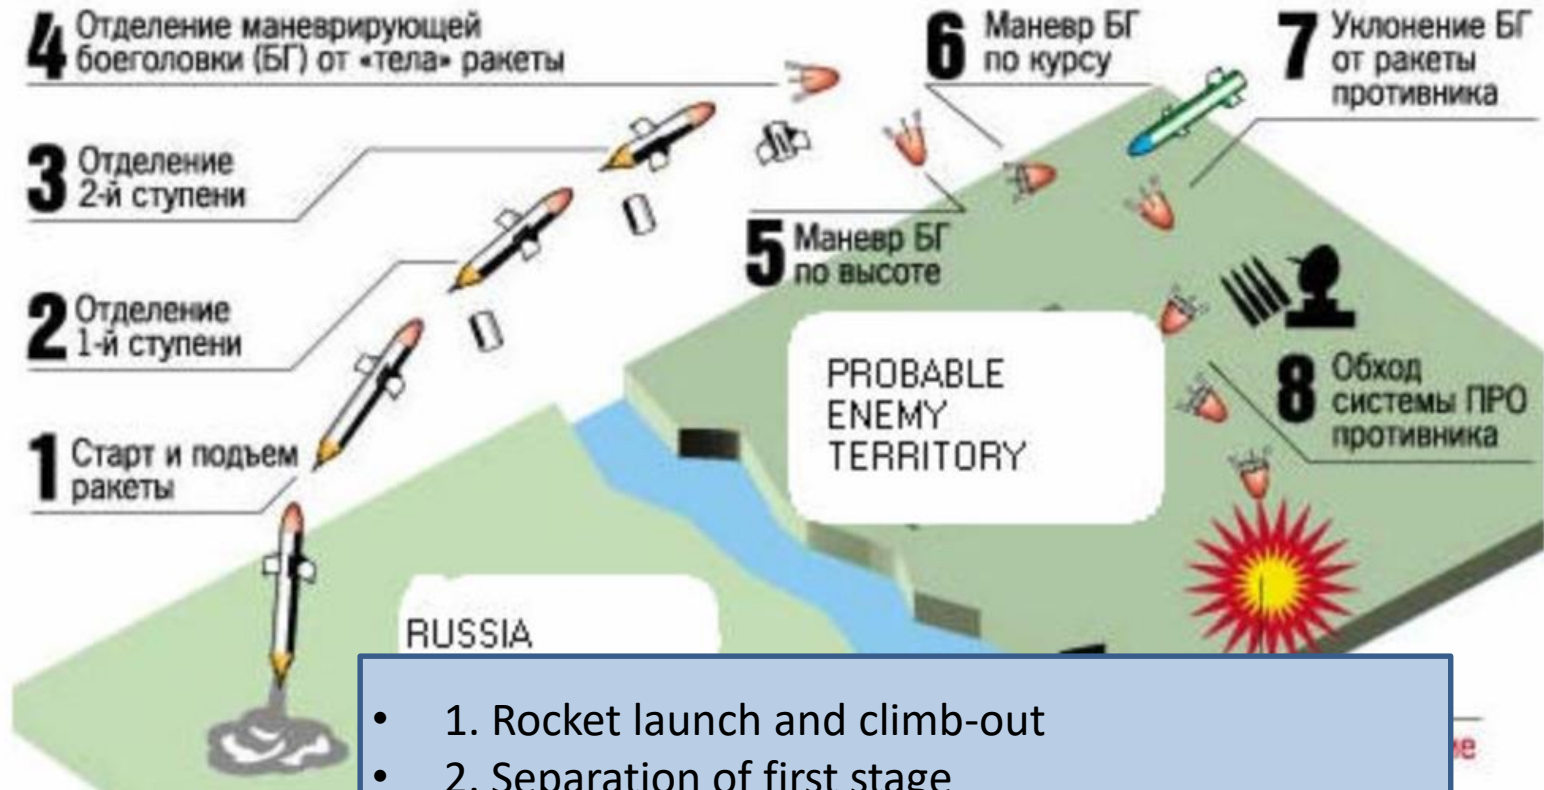 4 Отделение маневрирующей
боеголовки (БГ) от «тела» ракеты
6 Маневр БГ
по курсу
7 Уклонение БГ
от ракеты
противника
3 Отделение
2-й ступени
5 Маневр БГ
по высоте
2 Отделение
1-й ступени
PROBABLE
ENEMY
TERRITORY
8 Обход
системы ПРО
противника
1 Старт и подъем
ракеты
RUSSIA
• 1. Rocket launch and climb-out
• 2. Separation of first stage